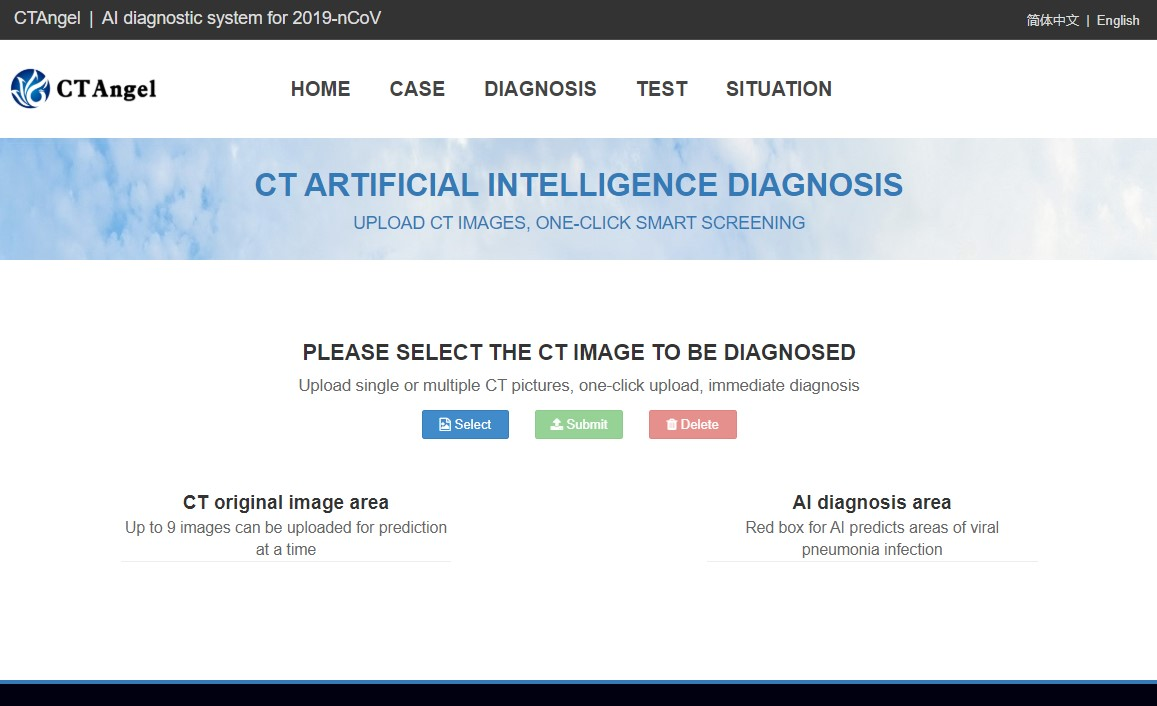 CTAngel | AI diagnostic system for 2019-nCoV
简体中文 | English
CTAngel
HOME CASE DIAGNOSIS TEST SITUATION
CT ARTIFICIAL INTELLIGENCE DIAGNOSIS
UPLOAD CT IMAGES, ONE-CLICK SMART SCREENING
PLEASE SELECT THE CT IMAGE TO BE DIAGNOSED
Upload single or multiple CT pictures, one-click upload, immediate diagnosis
Select Submit Delete
CT original image area
Up to 9 images can be uploaded for prediction
at a time
AI diagnosis area
Red box for AI predicts areas of viral
pneumonia infection